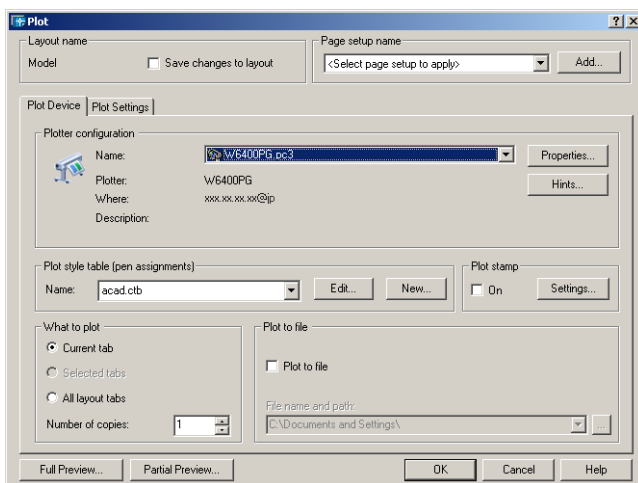 Plot
Layout name
Model
Save changes to layout
Page setup name
<Select page setup to apply>
Add...
Plot Device
Plot Settings
Plotter configuration
Name:
W6400PG.pc3
Properties...
Plotter:
W6400PG
Hints...
Where:
xxx.xx.xx.xx@jp
Description:
Plot style table (pen assignments)
Name:
acad.ctb
Edit...
New...
Plot stamp
On
Settings...
What to plot
Current tab
Selected tabs
All layout tabs
Number of copies:
1
Plot to file
Plot to file
File name and path:
C:\Documents and Settings\
...
Full Preview...
Partial Preview...
OK
Cancel
Help